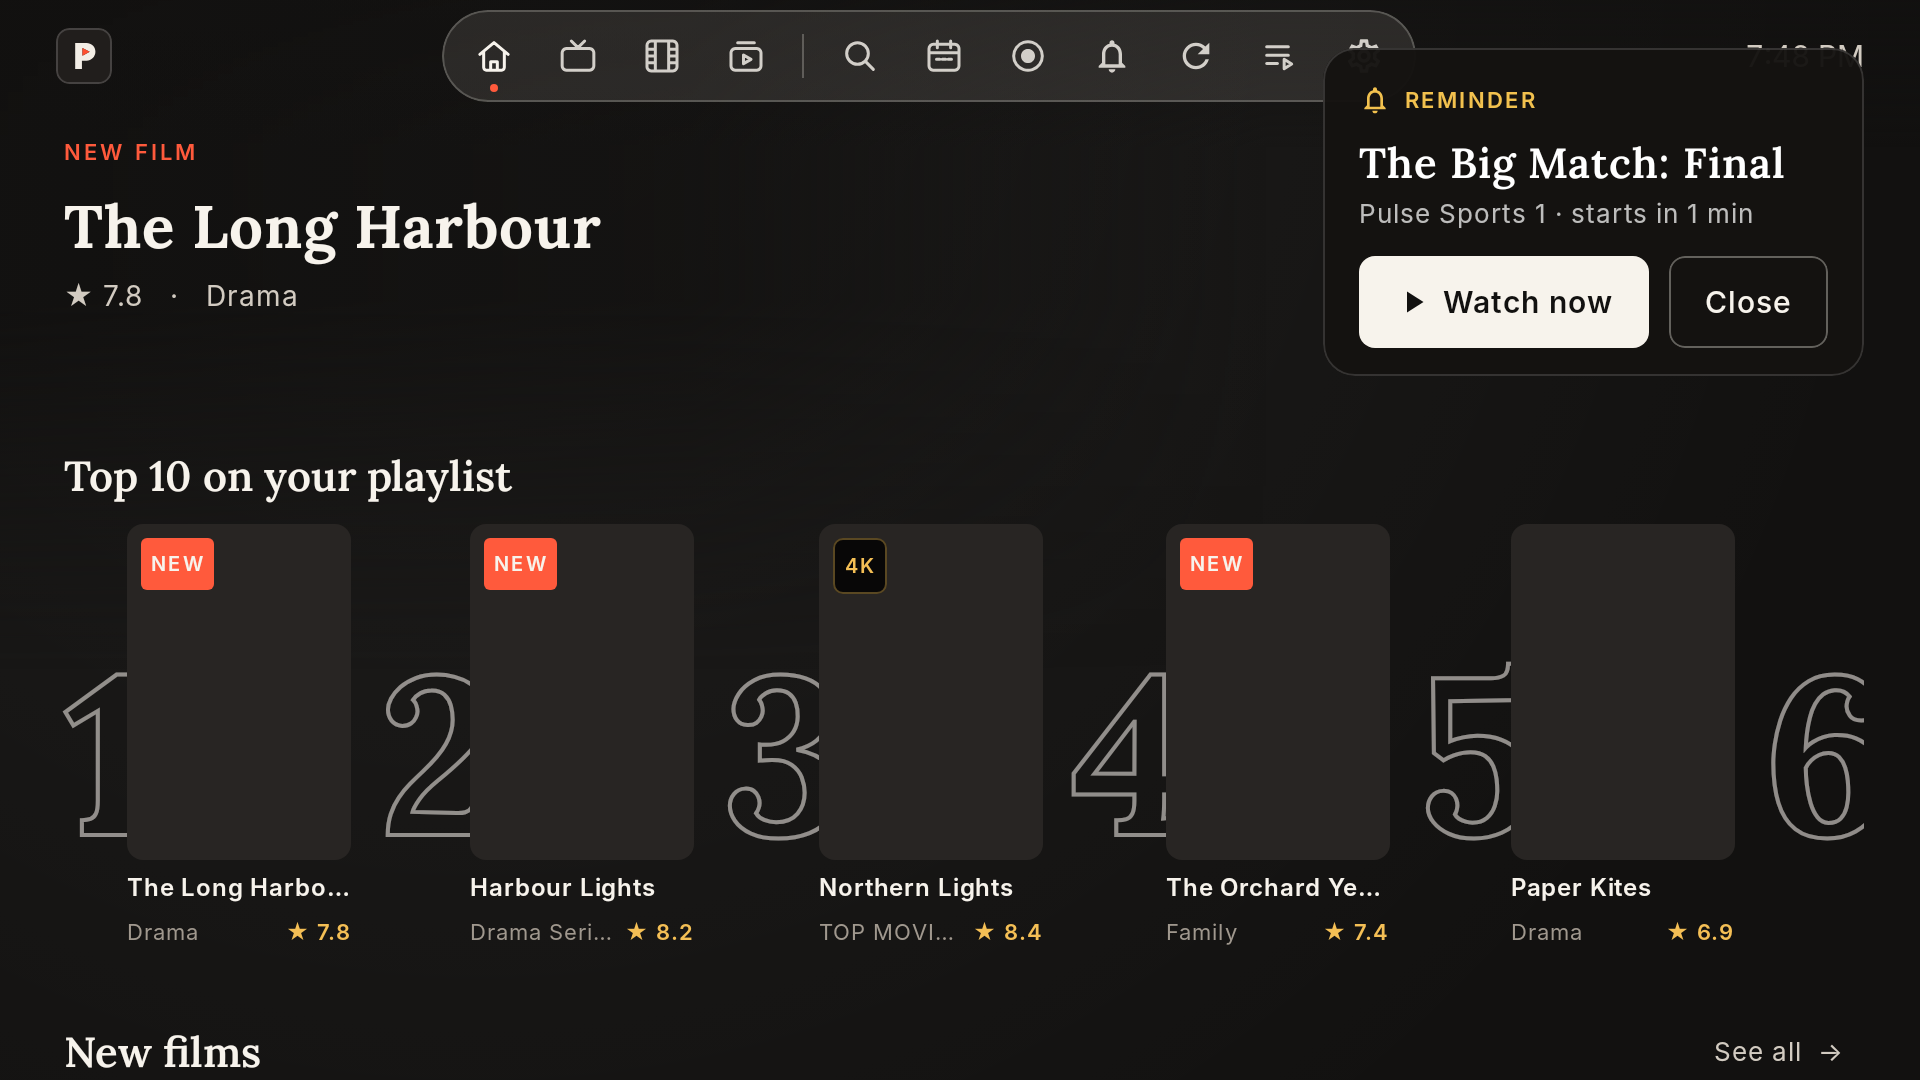 P
7:48 PM
REMINDER
The Big Match: Final
Pulse Sports 1 · starts in 1 min
Watch now
Close
NEW FILM
The Long Harbour
★ 7.8 · Drama
Top 10 on your playlist
NEW
NEW
4K
NEW
1
2
3
4
5
6
The Long Harbo...
Harbour Lights
Northern Lights
The Orchard Ye...
Paper Kites
Drama ★ 7.8
Drama Seri... ★ 8.2
TOP MOVI... ★ 8.4
Family ★ 7.4
Drama ★ 6.9
New films
See all →